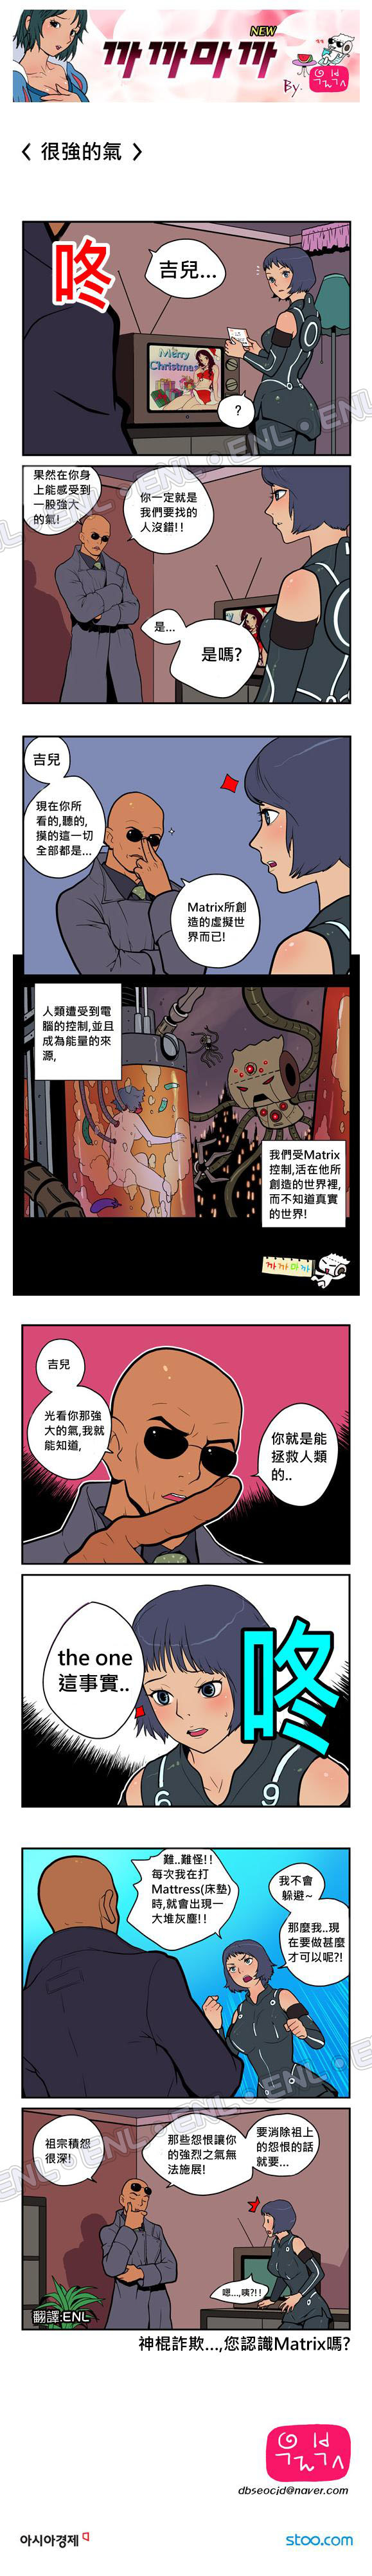 NEW
까까마까
By. 유남
〈 很強的氣 〉
咚
吉兒...
Merry
Christmas
?
果然在你身
上能感受到
一股強大
的氣!
你一定就是
我們要找的
人沒錯!!
是...
是嗎?
吉兒
現在你所
看的,聽的,
摸的這一切
全部都是...
Matrix所創
造的虛擬世
界而已!
人類遭受到電
腦的控制,並且
成為能量的來
源,
我們受Matrix
控制,活在他所
創造的世界裡,
而不知道真實
的世界!
까까마까
吉兒
光看你那強
大的氣,我就
能知道,
你就是能
拯救人類
的..
the one
這事實..
咚
6 9
難..難怪!!
每次我在打
Mattress(床墊)
時,就會出現一
大堆灰塵!!
我不會
躲避~
那麼我..現
在要做甚麼
才可以呢?!
祖宗積怨
很深!
那些怨恨讓你
的強烈之氣無
法施展!
要消除祖上
的怨恨的話
就要...
嗯...,咦?!!
翻譯:ENL
神棍詐欺...,您認識Matrix嗎?
dbseocjd@naver.com
아시아경제
stoo.com
ENL • ENL • ENL • ENL